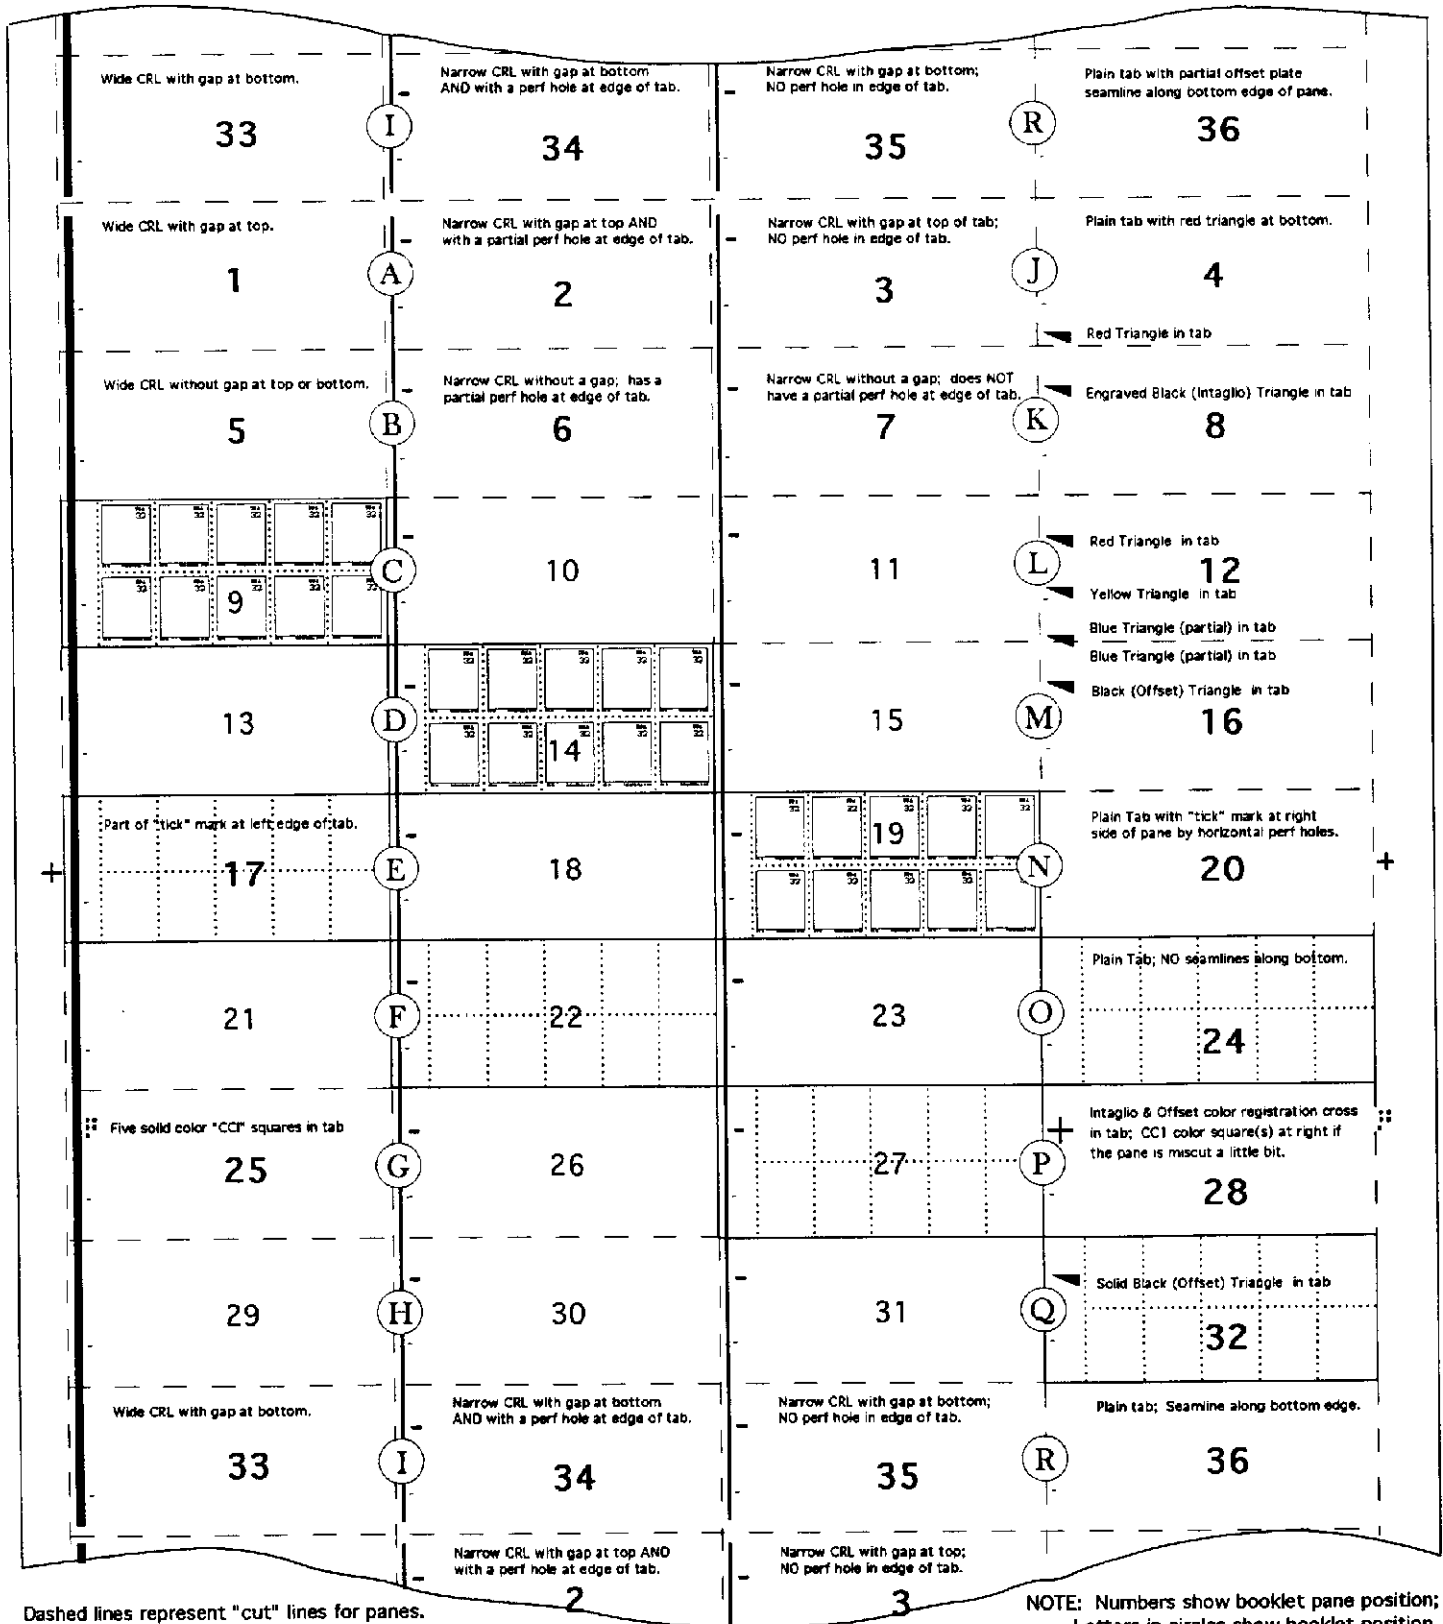 Wide CRL with gap at bottom.
33
I
Narrow CRL with gap at bottom
AND with a perf hole at edge of tab.
34
Narrow CRL with gap at bottom;
NO perf hole in edge of tab.
35
R
Plain tab with partial offset plate
seamline along bottom edge of pane.
36
Wide CRL with gap at top.
1
A
Narrow CRL with gap at top AND
with a partial perf hole at edge of tab.
2
Narrow CRL with gap at top of tab;
NO perf hole in edge of tab.
3
J
Plain tab with red triangle at bottom.
4
Red Triangle in tab
Wide CRL without gap at top or bottom.
5
B
Narrow CRL without a gap; has a
partial perf hole at edge of tab.
6
Narrow CRL without a gap; does NOT
have a partial perf hole at edge of tab.
7
K
Engraved Black (Intaglio) Triangle in tab
8
9
C
10
11
L
Red Triangle in tab
12
Yellow Triangle in tab
Blue Triangle (partial) in tab
Blue Triangle (partial) in tab
13
D
14
15
M
Black (Offset) Triangle in tab
16
Part of "tick" mark at left edge of tab.
17
E
18
19
N
Plain Tab with "tick" mark at right
side of pane by horizontal perf holes.
20
21
F
22
23
O
Plain Tab; NO seamlines along bottom.
24
Five solid color "CCI" squares in tab
25
G
26
27
P
Intaglio & Offset color registration cross
in tab; CC1 color square(s) at right if
the pane is miscut a little bit.
28
29
H
30
31
Q
Solid Black (Offset) Triangle in tab
32
Wide CRL with gap at bottom.
33
I
Narrow CRL with gap at bottom
AND with a perf hole at edge of tab.
34
Narrow CRL with gap at bottom;
NO perf hole in edge of tab.
35
R
Plain tab; Seamline along bottom edge.
36
Narrow CRL with gap at top AND
with a perf hole at edge of tab.
2
Narrow CRL with gap at top;
NO perf hole in edge of tab.
3
Dashed lines represent "cut" lines for panes.
NOTE: Numbers show booklet pane position;
Letters in circles show booklet position